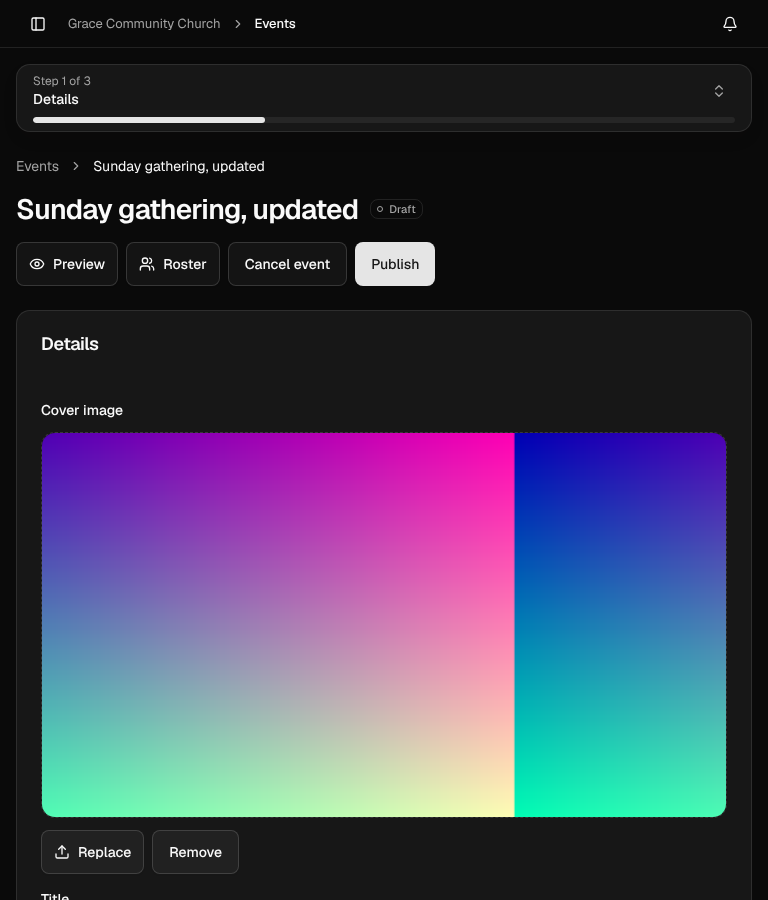 Grace Community Church > Events
Step 1 of 3
Details
Events > Sunday gathering, updated
Sunday gathering, updated Draft
Preview Roster Cancel event Publish
Details
Cover image
Replace Remove
Title